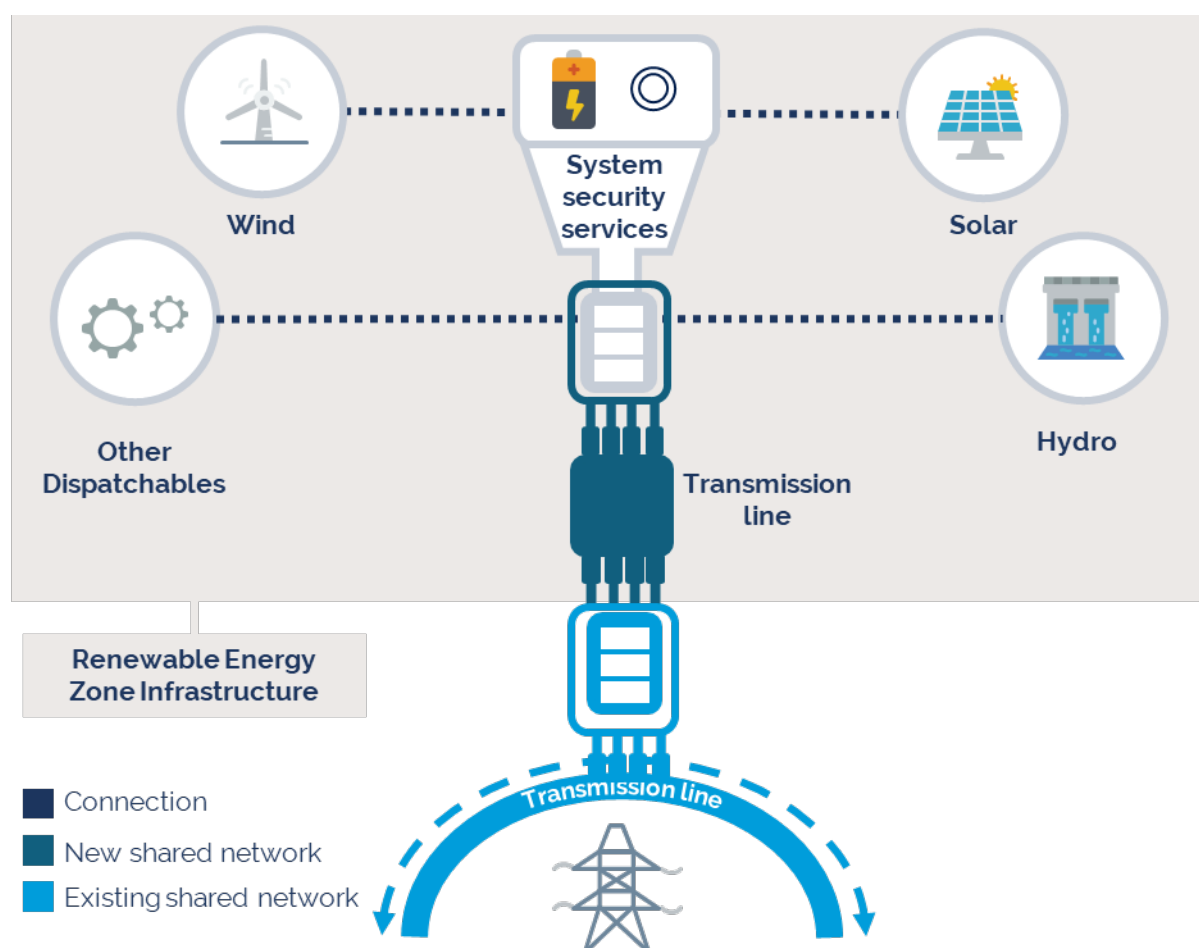 System
security
services
Wind
Solar
Other
Dispatchables
Hydro
Transmission
line
Renewable Energy
Zone Infrastructure
Transmission line
Connection
New shared network
Existing shared network